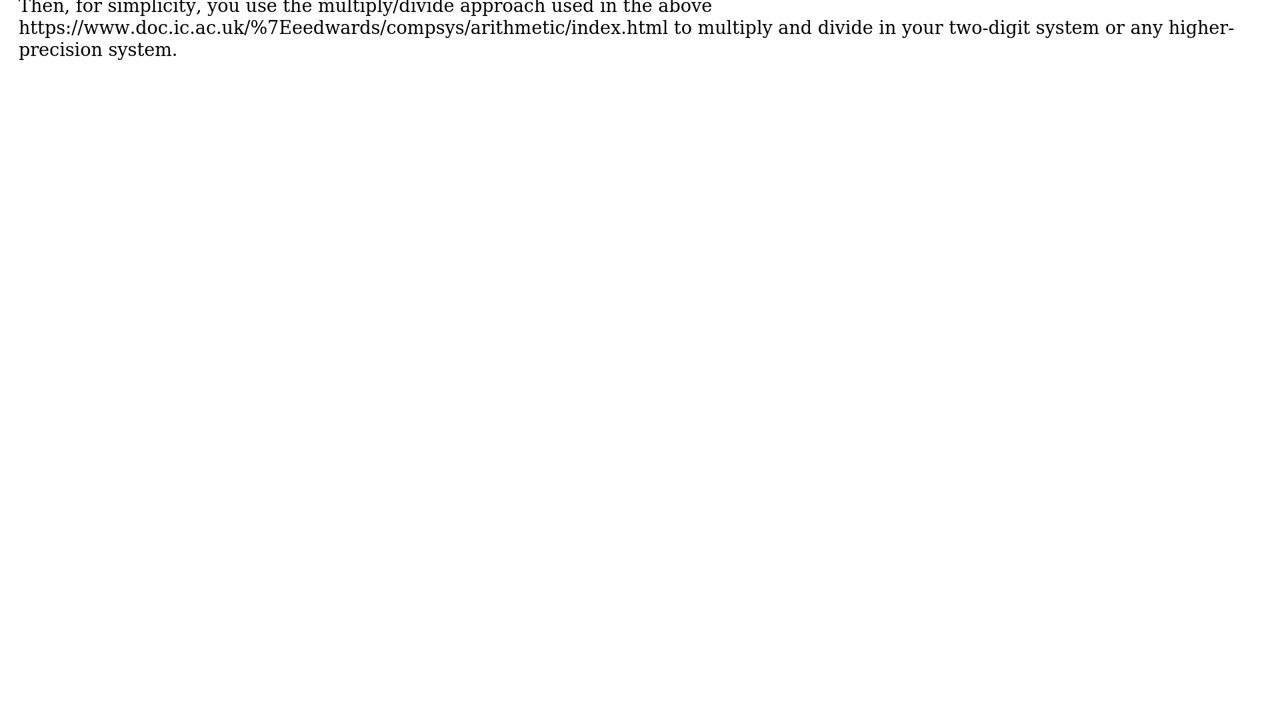 Then, for simplicity, you use the multiply/divide approach used in the above
https://www.doc.ic.ac.uk/%7Eeedwards/compsys/arithmetic/index.html to multiply and divide in your two-digit system or any higher-
precision system.